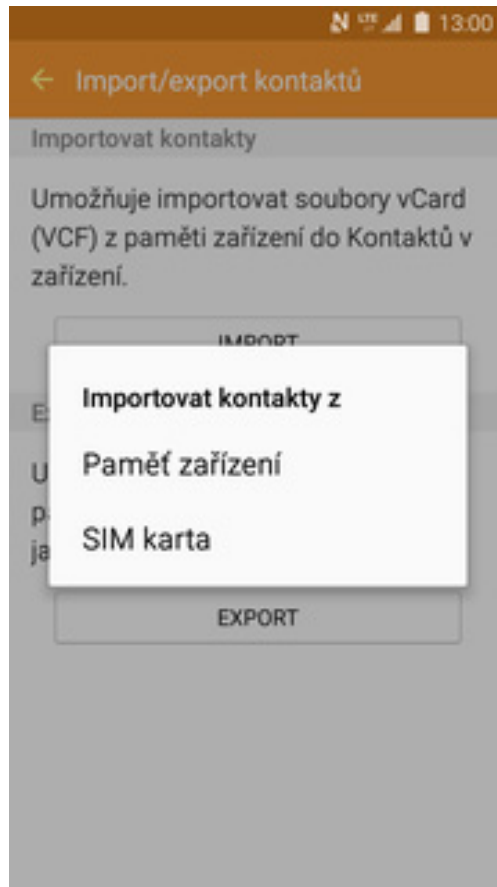 LTE 13:00
Import/export kontaktů
Importovat kontakty
Umožňuje importovat soubory vCard
(VCF) z paměti zařízení do Kontaktů v
zařízení.
IMPORT
Importovat kontakty z
Paměť zařízení
SIM karta
EXPORT